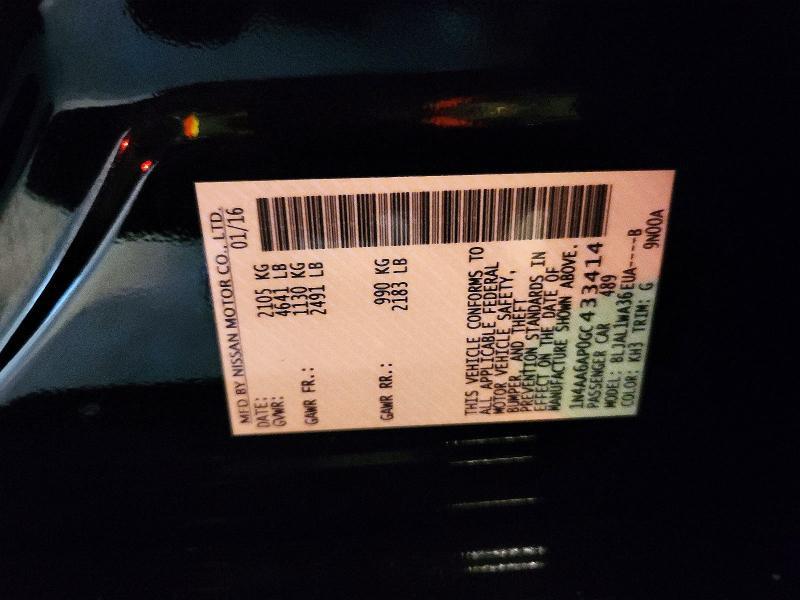 MFD BY NISSAN MOTOR CO., LTD.
DATE: 01/16
GVWR: 2105 KG
4641 LB
GAWR FR.: 1130 KG
2491 LB
GAWR RR.: 990 KG
2183 LB
THIS VEHICLE CONFORMS TO
ALL APPLICABLE FEDERAL
MOTOR VEHICLE SAFETY,
BUMPER, AND THEFT
PREVENTION STANDARDS IN
EFFECT ON THE DATE OF
MANUFACTURE SHOWN ABOVE.
1N4AA6AP0GC433414
PASSENGER CAR 489
MODEL: BLJAL1WA36EUA----B
COLOR: KH3 TRIM: G 9N00A